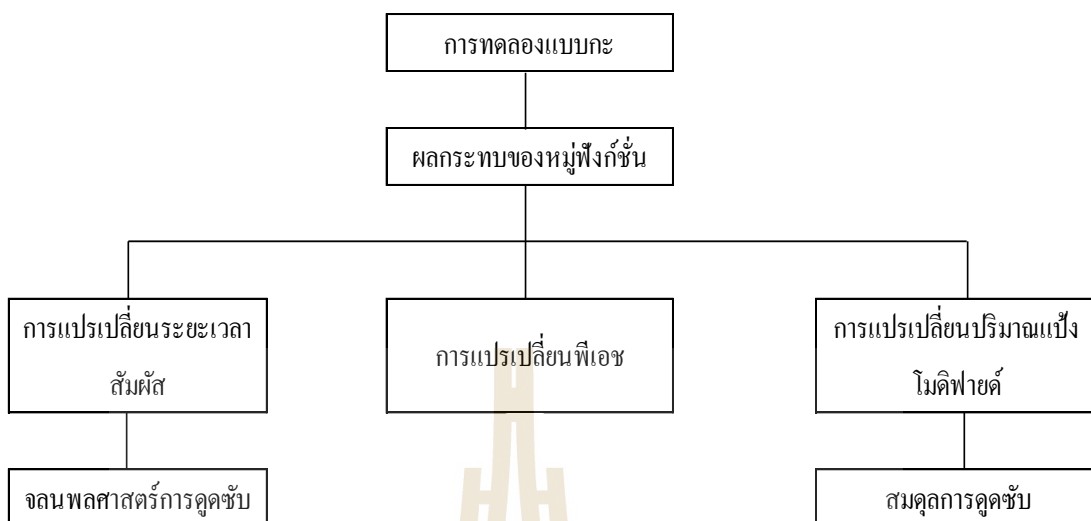 การทดลองแบบกะ
ผลกระทบของหมู่ฟังก์ชั่น
การแปรเปลี่ยนระยะเวลา
สัมผัส
การแปรเปลี่ยนพีเอช
การแปรเปลี่ยนปริมาณแป้ง
โมดิฟายด์
จลนพลศาสตร์การดูดซับ
สมดุลการดูดซับ